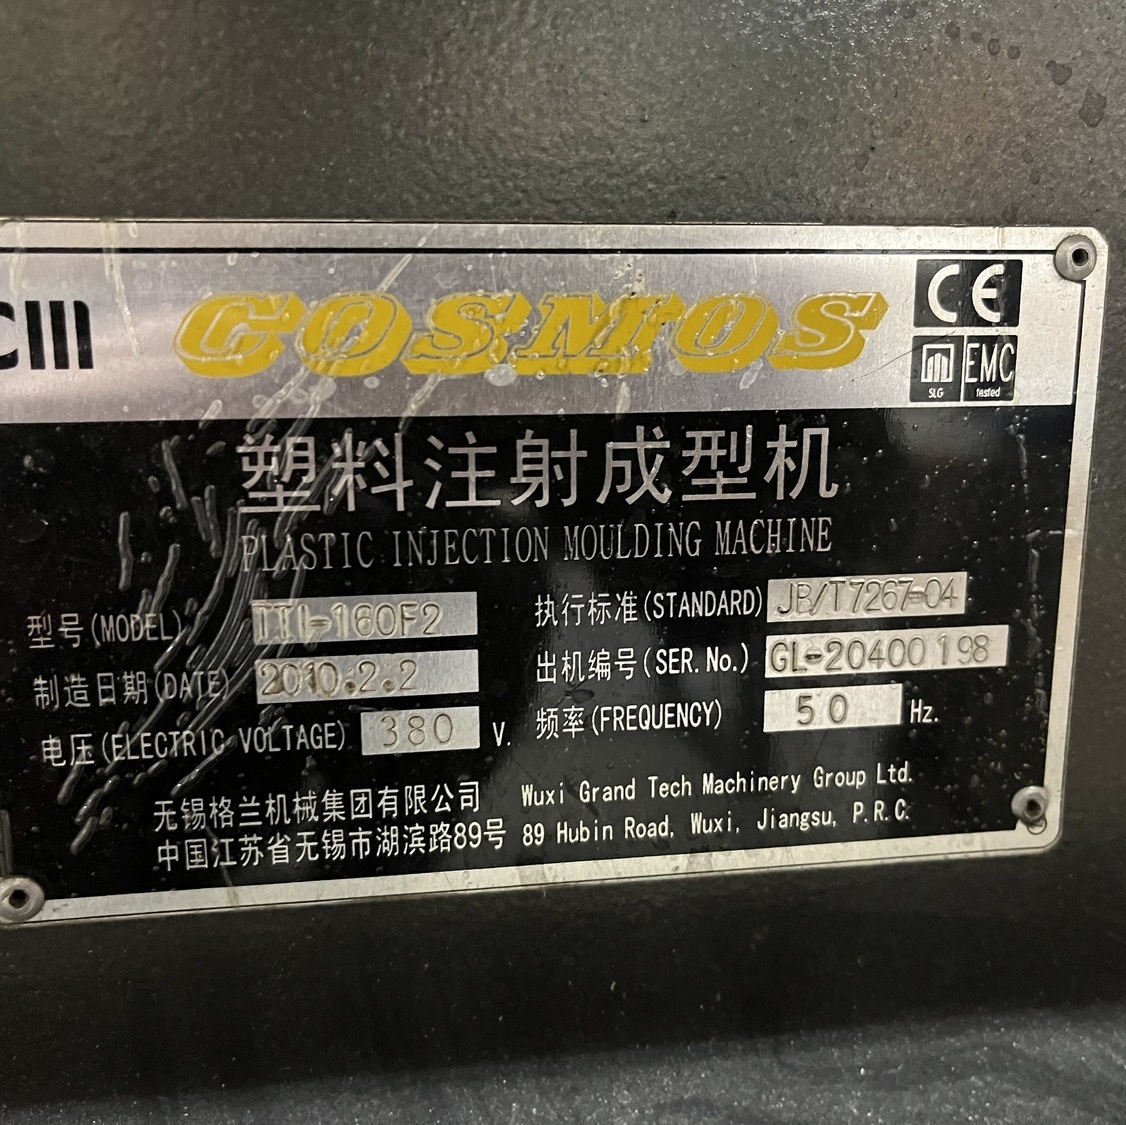 COSMOS
CE
SLG EMC tested
塑料注射成型机
PLASTIC INJECTION MOULDING MACHINE
型号(MODEL) TTI-160F2 执行标准(STANDARD) JB/T7267-04
制造日期(DATE) 2010.2.2 出机编号(SER.No.) GL-20400198
电压(ELECTRIC VOLTAGE) 380 V. 频率(FREQUENCY) 50 Hz.
无锡格兰机械集团有限公司 Wuxi Grand Tech Machinery Group Ltd.
中国江苏省无锡市湖滨路89号 89 Hubin Road, Wuxi, Jiangsu, P.R.C.